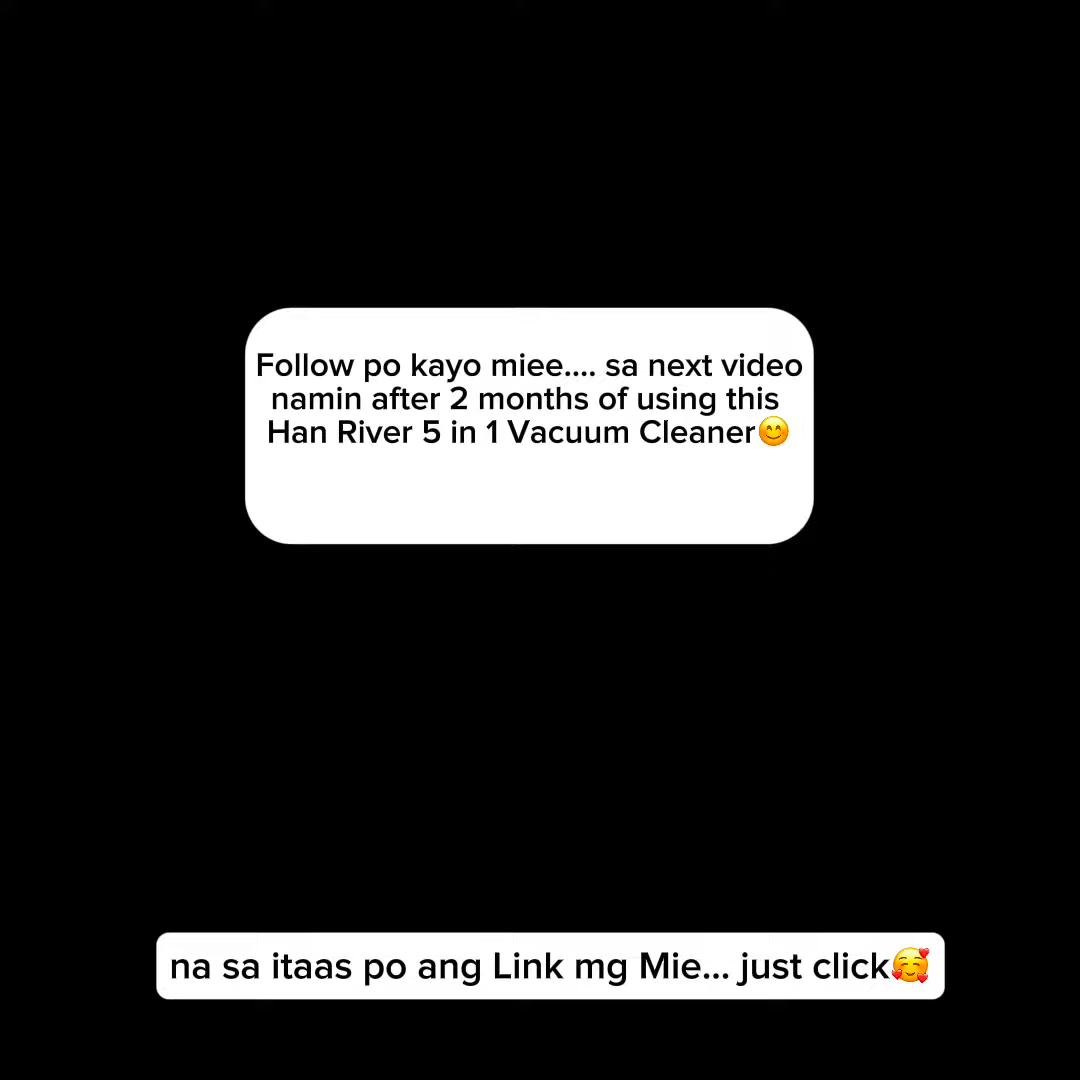 Follow po kayo miee.... sa next video
namin after 2 months of using this
Han River 5 in 1 Vacuum Cleaner😊
na sa itaas po ang Link mg Mie... just click🥰